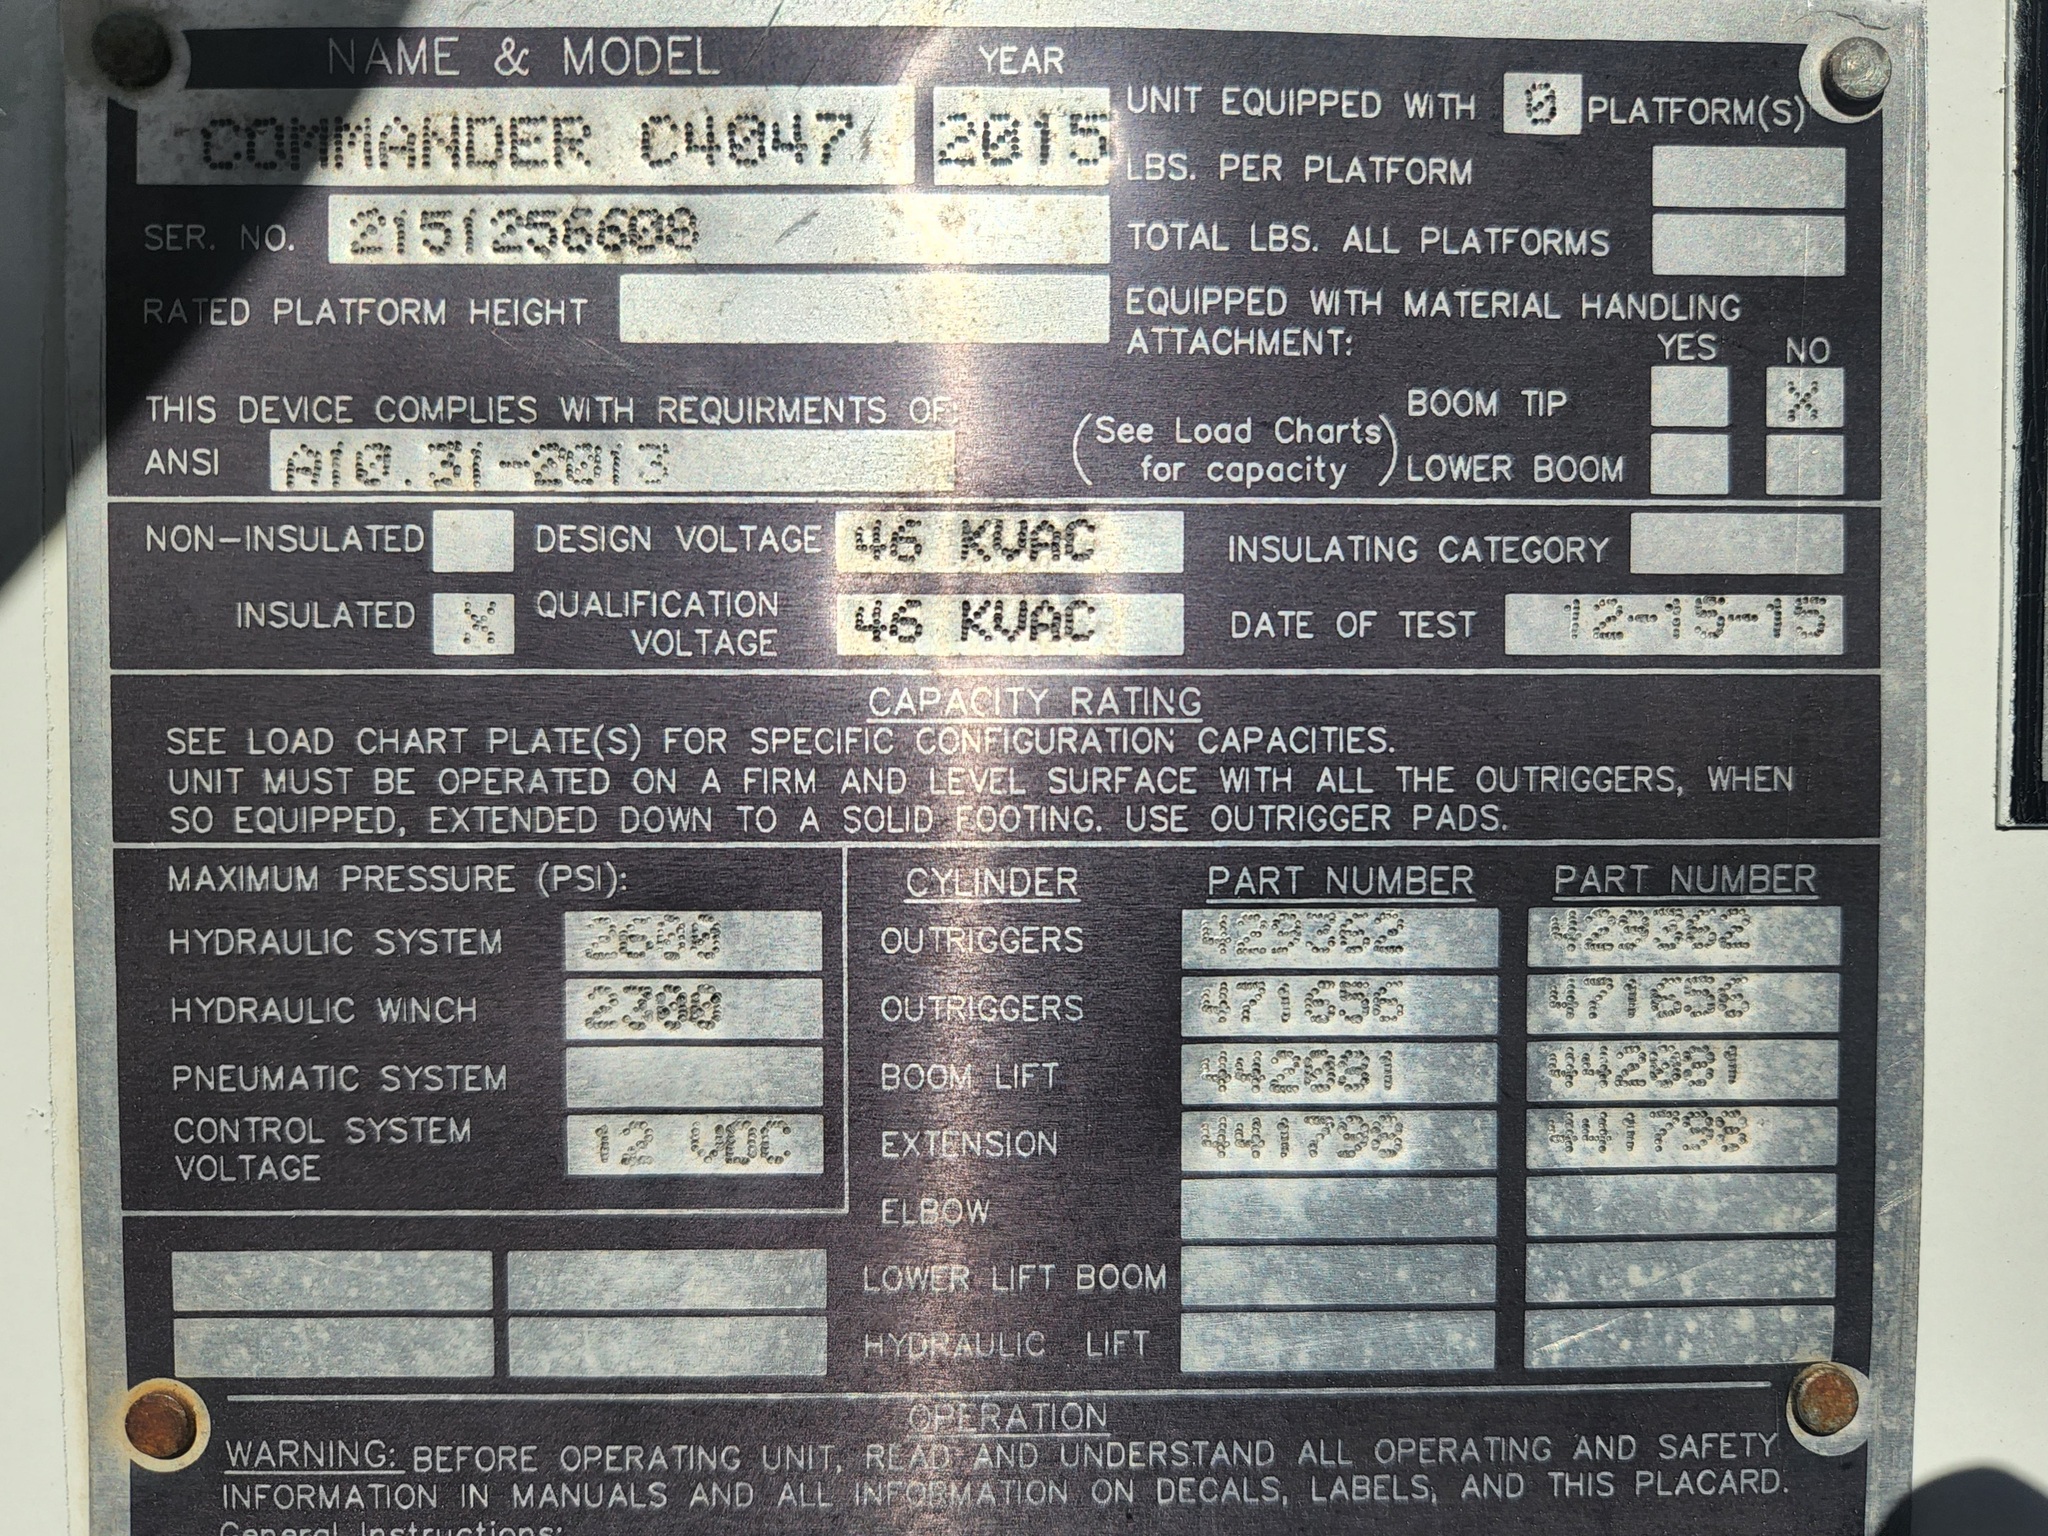 NAME & MODEL YEAR
COMMANDER C4047 2015
UNIT EQUIPPED WITH 0 PLATFORM(S)
LBS. PER PLATFORM
SER. NO. 2151256608
TOTAL LBS. ALL PLATFORMS
RATED PLATFORM HEIGHT
EQUIPPED WITH MATERIAL HANDLING
ATTACHMENT: YES NO
THIS DEVICE COMPLIES WITH REQUIRMENTS OF:
ANSI A10.31-2013
(See Load Charts
for capacity)
BOOM TIP X
LOWER BOOM
NON-INSULATED DESIGN VOLTAGE 46 KVAC INSULATING CATEGORY
INSULATED X QUALIFICATION
VOLTAGE 46 KVAC DATE OF TEST 12-15-15
CAPACITY RATING
SEE LOAD CHART PLATE(S) FOR SPECIFIC CONFIGURATION CAPACITIES.
UNIT MUST BE OPERATED ON A FIRM AND LEVEL SURFACE WITH ALL THE OUTRIGGERS, WHEN
SO EQUIPPED, EXTENDED DOWN TO A SOLID FOOTING. USE OUTRIGGER PADS.
MAXIMUM PRESSURE (PSI):
HYDRAULIC SYSTEM
HYDRAULIC WINCH 2300
PNEUMATIC SYSTEM
CONTROL SYSTEM
VOLTAGE 12 VDC
CYLINDER PART NUMBER PART NUMBER
OUTRIGGERS 429362 429362
OUTRIGGERS 471656 471656
BOOM LIFT
EXTENSION 441798 441798
ELBOW
LOWER LIFT BOOM
HYDRAULIC LIFT
OPERATION
WARNING: BEFORE OPERATING UNIT, READ AND UNDERSTAND ALL OPERATING AND SAFETY
INFORMATION IN MANUALS AND ALL INFORMATION ON DECALS, LABELS, AND THIS PLACARD.
General Instructions: